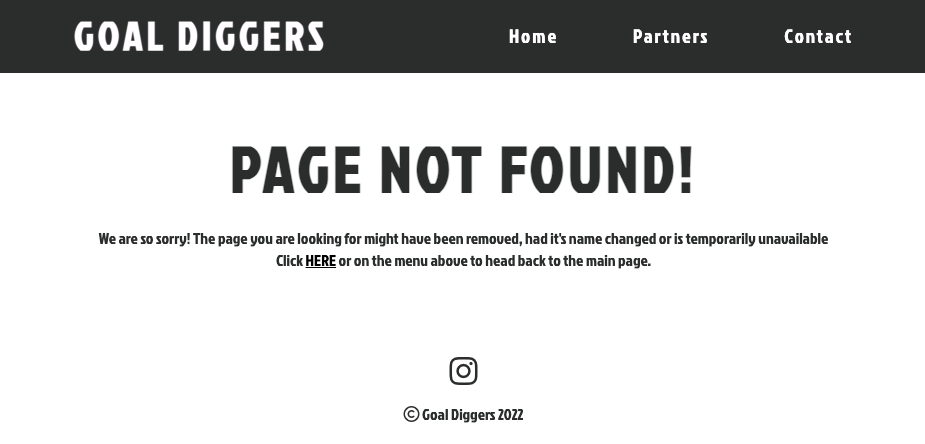 GOAL DIGGERS
Home
Partners
Contact
PAGE NOT FOUND!
We are so sorry! The page you are looking for might have been removed, had it's name changed or is temporarily unavailable
Click HERE or on the menu above to head back to the main page.
© Goal Diggers 2022